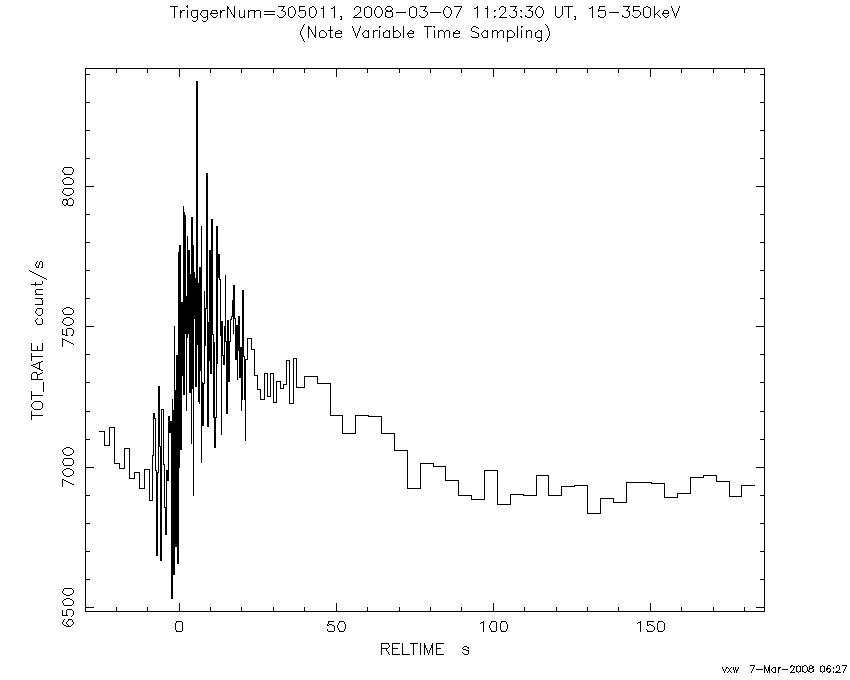 TriggerNum=305011, 2008-03-07 11:23:30 UT, 15-350keV
(Note Variable Time Sampling)
TOT_RATE count/s
8000
7500
7000
6500
0 50 100 150
RELTIME s
vxw 7-Mar-2008 06:27